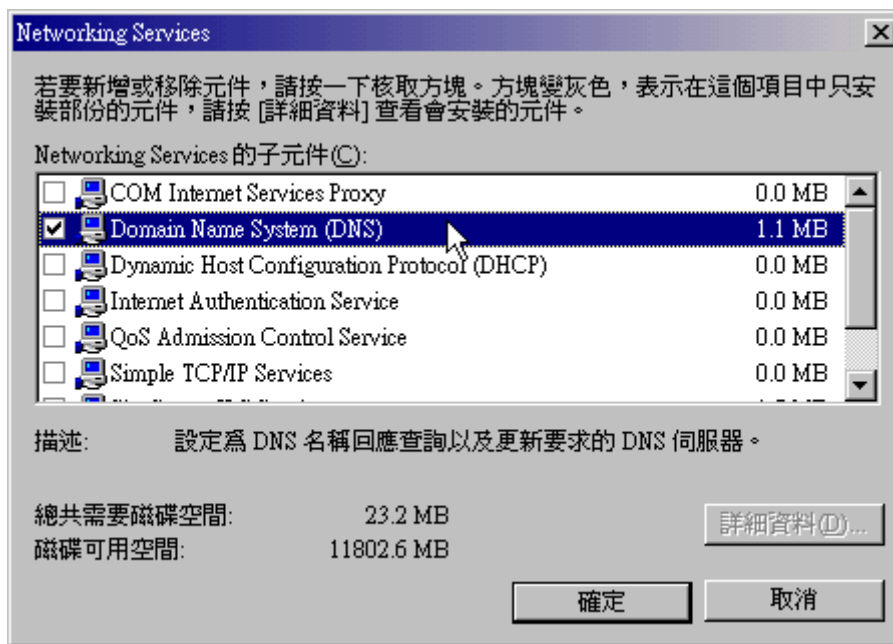 Networking Services
若要新增或移除元件，請按一下核取方塊。方塊變灰色，表示在這個項目中只安
裝部份的元件，請按 [詳細資料] 查看會安裝的元件。
Networking Services 的子元件(C):
COM Internet Services Proxy 0.0 MB
Domain Name System (DNS) 1.1 MB
Dynamic Host Configuration Protocol (DHCP) 0.0 MB
Internet Authentication Service 0.0 MB
QoS Admission Control Service 0.0 MB
Simple TCP/IP Services 0.0 MB
描述: 設定為 DNS 名稱回應查詢以及更新要求的 DNS 伺服器。
總共需要磁碟空間: 23.2 MB
詳細資料(D)...
磁碟可用空間: 11802.6 MB
確定 取消